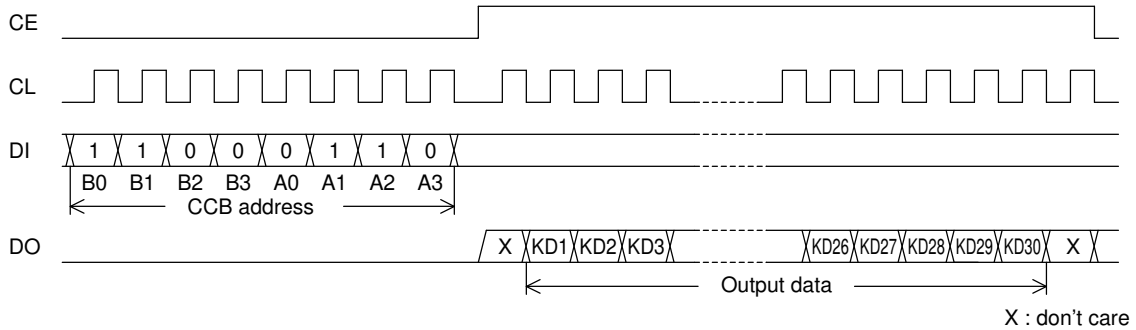 CE
CL
DI 1 1 0 0 0 1 1 0
B0 B1 B2 B3 A0 A1 A2 A3
CCB address
DO X KD1 KD2 KD3 KD26 KD27 KD28 KD29 KD30 X
Output data
X : don't care